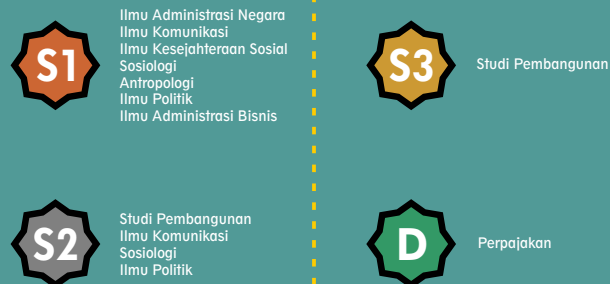 S1
Ilmu Administrasi Negara
Ilmu Komunikasi
Ilmu Kesejahteraan Sosial
Sosiologi
Antropologi
Ilmu Politik
Ilmu Administrasi Bisnis
S3
Studi Pembangunan
S2
Studi Pembangunan
Ilmu Komunikasi
Sosiologi
Ilmu Politik
D
Perpajakan